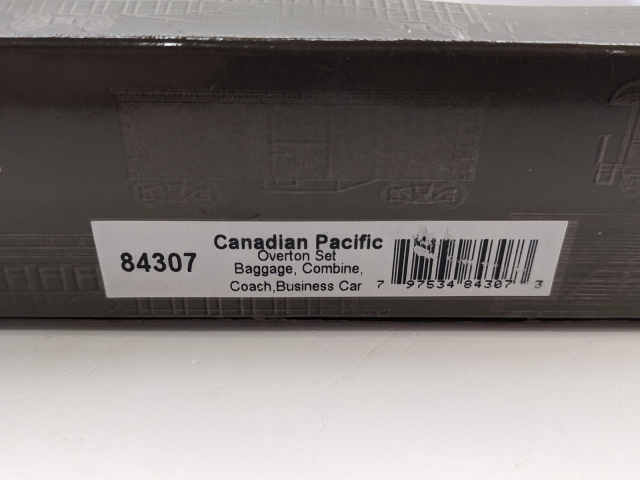 84307
Canadian Pacific
Overton Set
Baggage, Combine,
Coach,Business Car
7 97534 84307 3